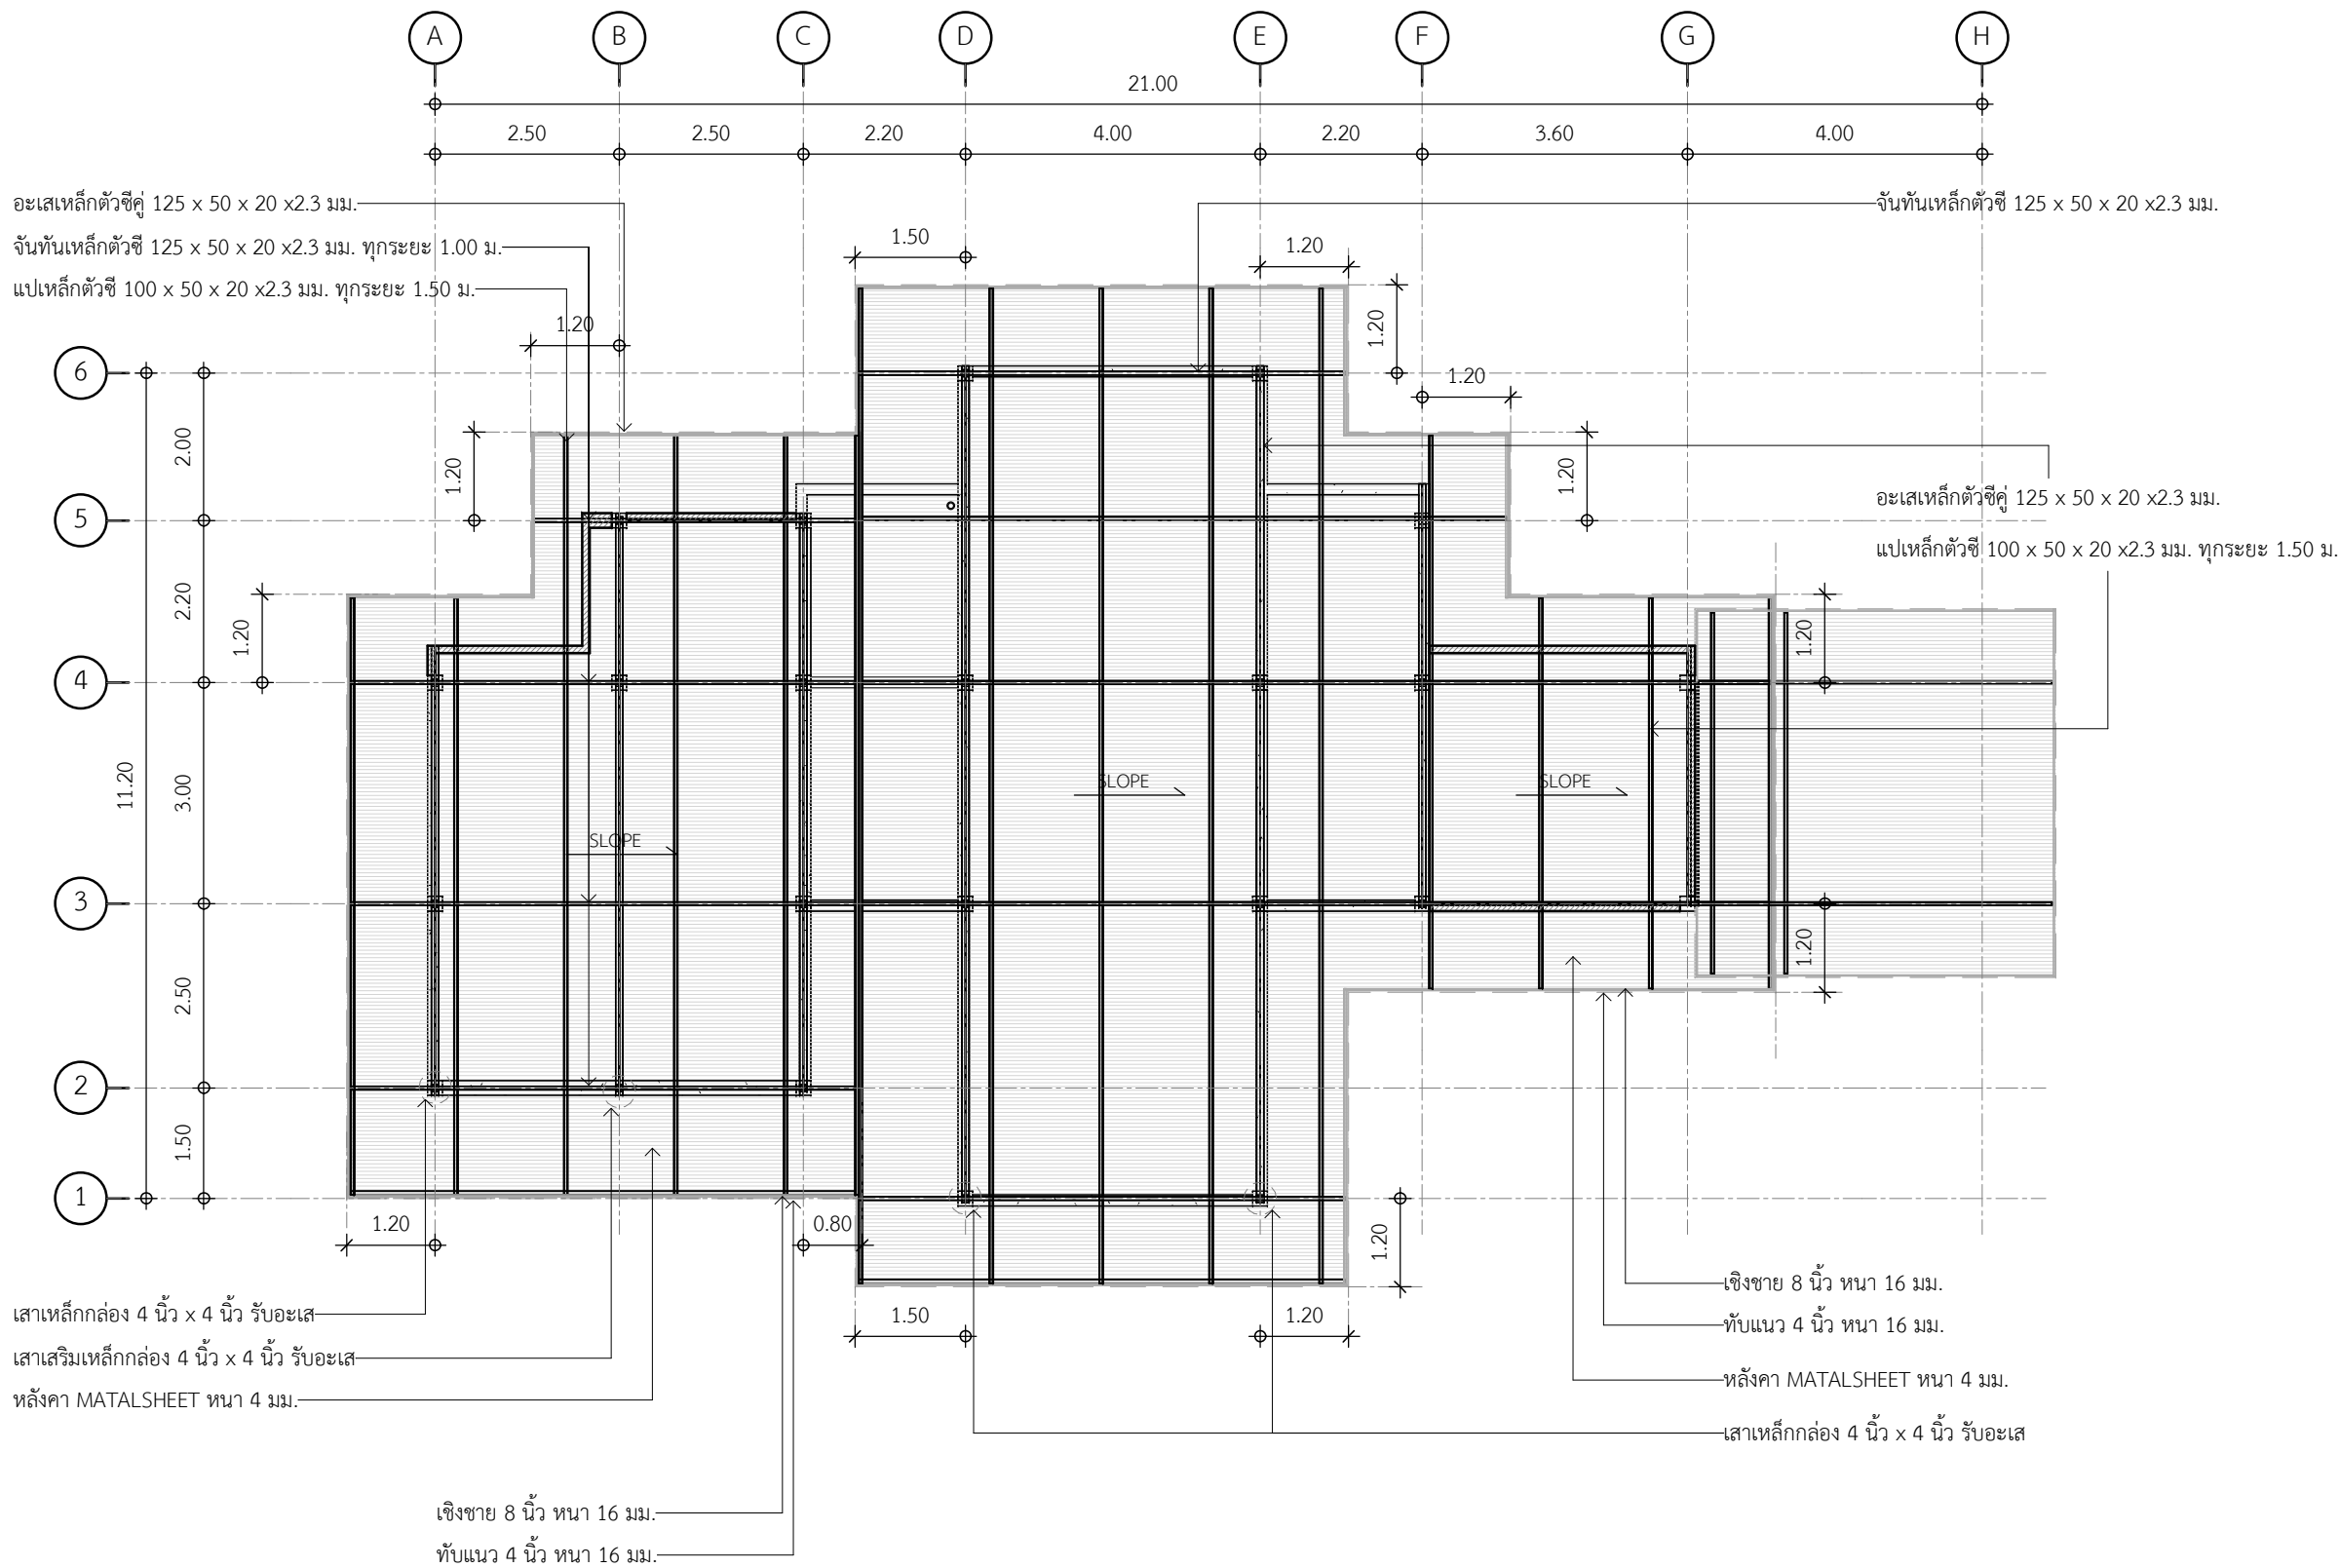 A B C D E F G H
21.00
2.50 2.50 2.20 4.00 2.20 3.60 4.00
อะเสเหล็กตัวซีคู่ 125 x 50 x 20 x2.3 มม.
จันทันเหล็กตัวซี 125 x 50 x 20 x2.3 มม.
1.50
จันทันเหล็กตัวซี 125 x 50 x 20 x2.3 มม. ทุกระยะ 1.00 ม.
1.20
แปเหล็กตัวซี 100 x 50 x 20 x2.3 มม. ทุกระยะ 1.50 ม.
1.20
1.20
6
1.20
2.00
1.20
1.20
อะเสเหล็กตัวซีคู่ 125 x 50 x 20 x2.3 มม.
5
แปเหล็กตัวซี 100 x 50 x 20 x2.3 มม. ทุกระยะ 1.50 ม.
2.20
1.20
1.20
4
11.20
3.00
SLOPE
SLOPE
SLOPE
3
1.20
2.50
2
1.50
1
1.20
0.80
1.20
เชิงชาย 8 นิ้ว หนา 16 มม.
เสาเหล็กกล่อง 4 นิ้ว x 4 นิ้ว รับอะเส
1.50
1.20
ทับแนว 4 นิ้ว หนา 16 มม.
เสาเสริมเหล็กกล่อง 4 นิ้ว x 4 นิ้ว รับอะเส
หลังคา MATALSHEET หนา 4 มม.
หลังคา MATALSHEET หนา 4 มม.
เสาเหล็กกล่อง 4 นิ้ว x 4 นิ้ว รับอะเส
เชิงชาย 8 นิ้ว หนา 16 มม.
ทับแนว 4 นิ้ว หนา 16 มม.